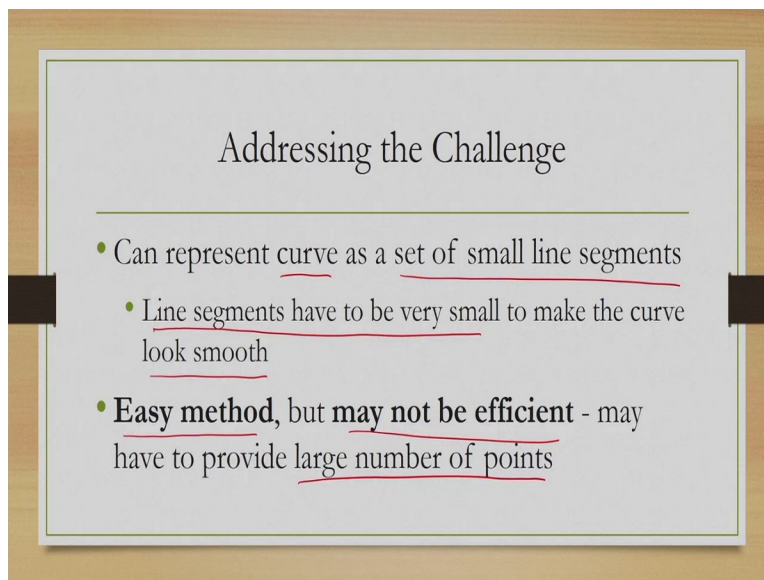 Addressing the Challenge
• Can represent curve as a set of small line segments
• Line segments have to be very small to make the curve
look smooth
• Easy method, but may not be efficient - may
have to provide large number of points